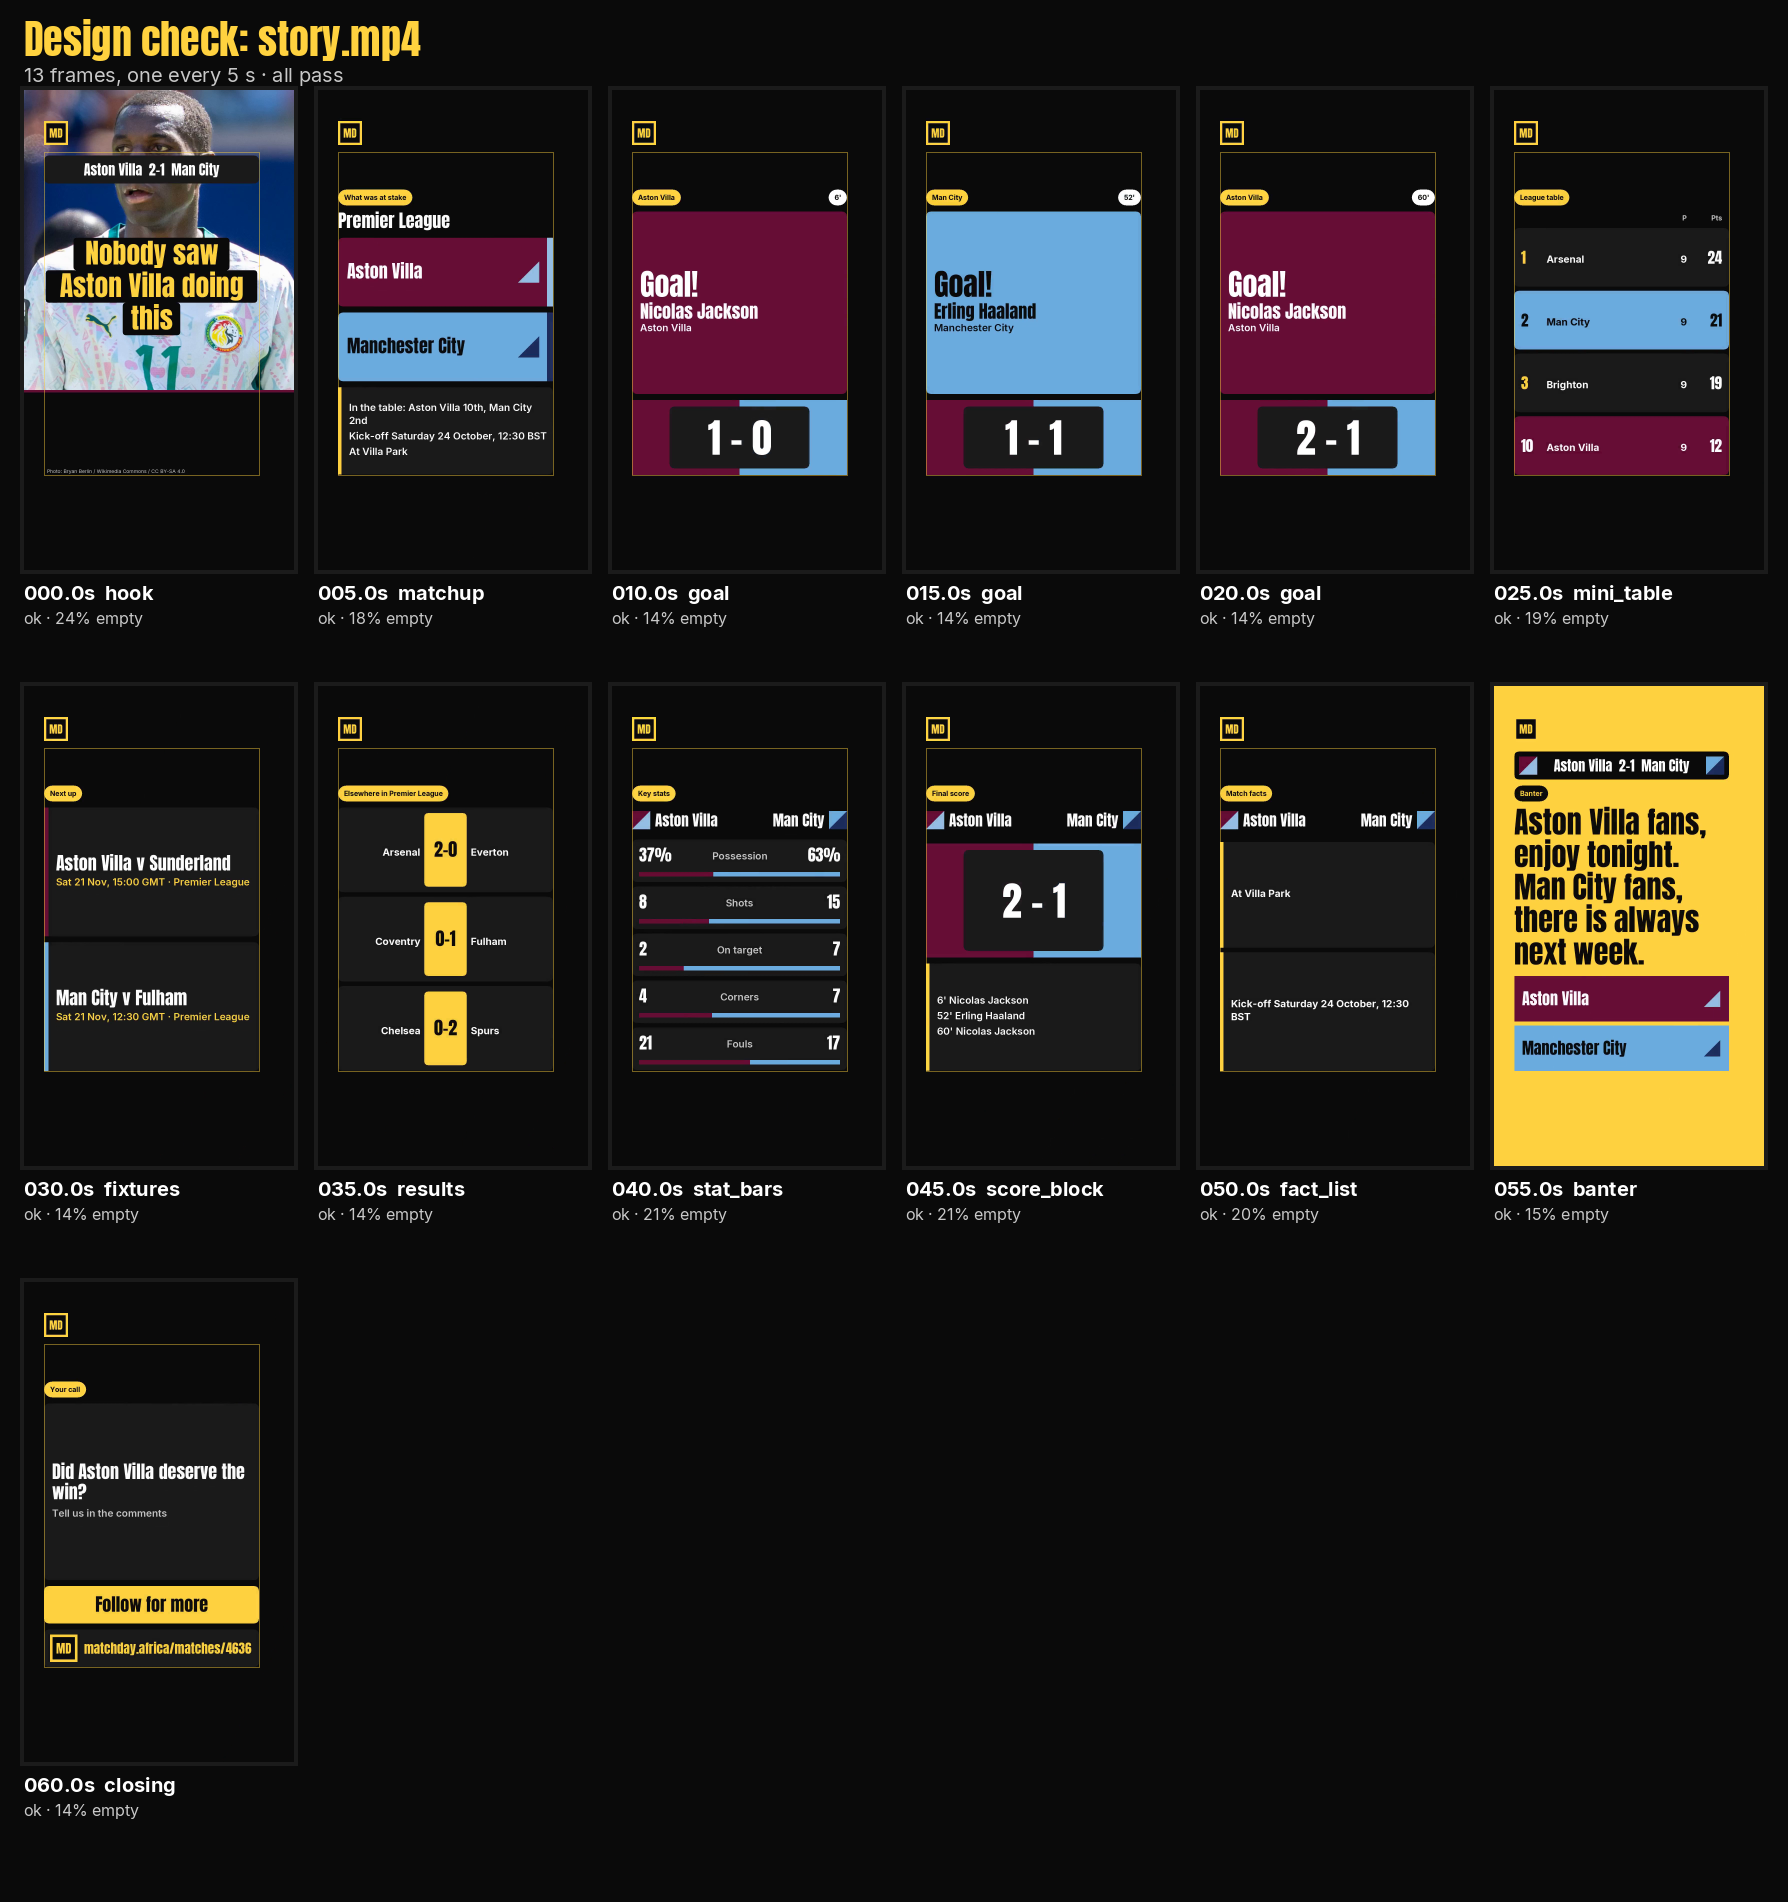 Design check: story.mp4
13 frames, one every 5 s · all pass
MD
Aston Villa 2-1 Man City
Nobody saw
Aston Villa doing
this
11
Photo: Bryan Berlin / Wikimedia Commons / CC BY-SA 4.0
000.0s hook
ok · 24% empty
MD
What was at stake
Premier League
Aston Villa
Manchester City
In the table: Aston Villa 10th, Man City
2nd
Kick-off Saturday 24 October, 12:30 BST
At Villa Park
005.0s matchup
ok · 18% empty
MD
Aston Villa 6'
Goal!
Nicolas Jackson
Aston Villa
1 - 0
010.0s goal
ok · 14% empty
MD
Man City 52'
Goal!
Erling Haaland
Manchester City
1 - 1
015.0s goal
ok · 14% empty
MD
Aston Villa 60'
Goal!
Nicolas Jackson
Aston Villa
2 - 1
020.0s goal
ok · 14% empty
MD
League table
P Pts
1 Arsenal 9 24
2 Man City 9 21
3 Brighton 9 19
10 Aston Villa 9 12
025.0s mini_table
ok · 19% empty
MD
Next up
Aston Villa v Sunderland
Sat 21 Nov, 15:00 GMT · Premier League
Man City v Fulham
Sat 21 Nov, 12:30 GMT · Premier League
030.0s fixtures
ok · 14% empty
MD
Elsewhere in Premier League
Arsenal 2-0 Everton
Coventry 0-1 Fulham
Chelsea 0-2 Spurs
035.0s results
ok · 14% empty
MD
Key stats
Aston Villa Man City
37% Possession 63%
8 Shots 15
2 On target 7
4 Corners 7
21 Fouls 17
040.0s stat_bars
ok · 21% empty
MD
Final score
Aston Villa Man City
2 - 1
6' Nicolas Jackson
52' Erling Haaland
60' Nicolas Jackson
045.0s score_block
ok · 21% empty
MD
Match facts
Aston Villa Man City
At Villa Park
Kick-off Saturday 24 October, 12:30
BST
050.0s fact_list
ok · 20% empty
MD
Aston Villa 2-1 Man City
Banter
Aston Villa fans,
enjoy tonight.
Man City fans,
there is always
next week.
Aston Villa
Manchester City
055.0s banter
ok · 15% empty
MD
Your call
Did Aston Villa deserve the
win?
Tell us in the comments
Follow for more
MD matchday.africa/matches/4636
060.0s closing
ok · 14% empty